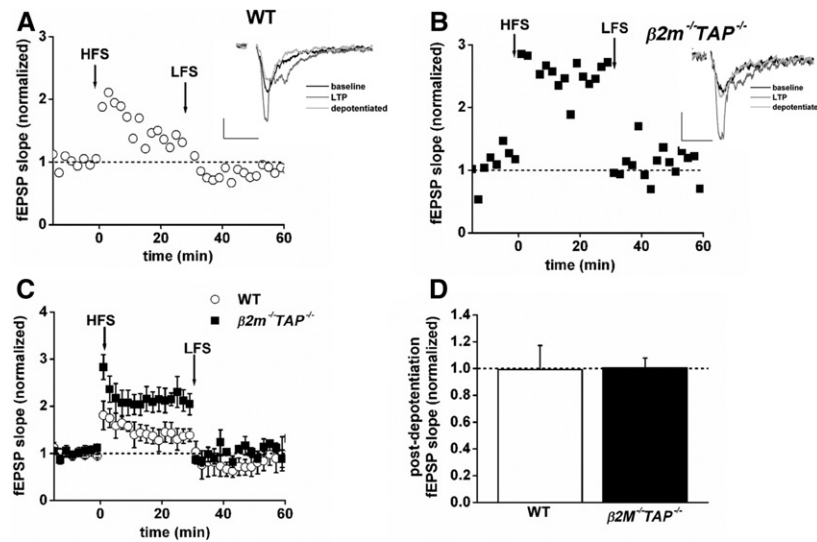 A
WT
HFS
LFS
baseline
LTP
depotentiated
fEPSP slope (normalized)
3
2
1
0
0 20 40 60
time (min)
B
β2m-/-TAP-/-
HFS
LFS
baseline
LTP
depotentiated
fEPSP slope (normalized)
3
2
1
0
0 20 40 60
time (min)
C
WT
β2m-/-TAP-/-
HFS
LFS
fEPSP slope (normalized)
4
3
2
1
0
0 20 40 60
time (min)
D
post-depotentiation
fEPSP slope (normalized)
1.4
1.2
1.0
0.8
0.6
0.4
0.2
0.0
WT
β2M-/-TAP-/-